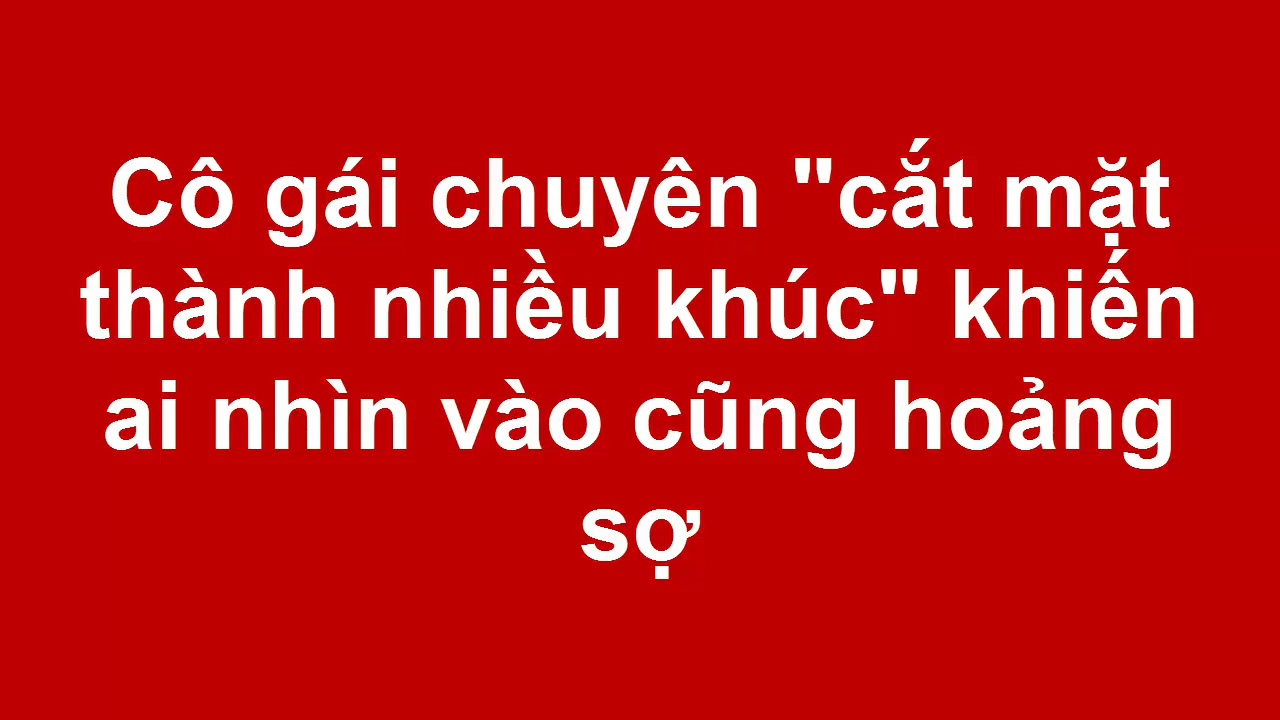 Cô gái chuyên "cắt mặt
thành nhiều khúc" khiến
ai nhìn vào cũng hoảng
sợ